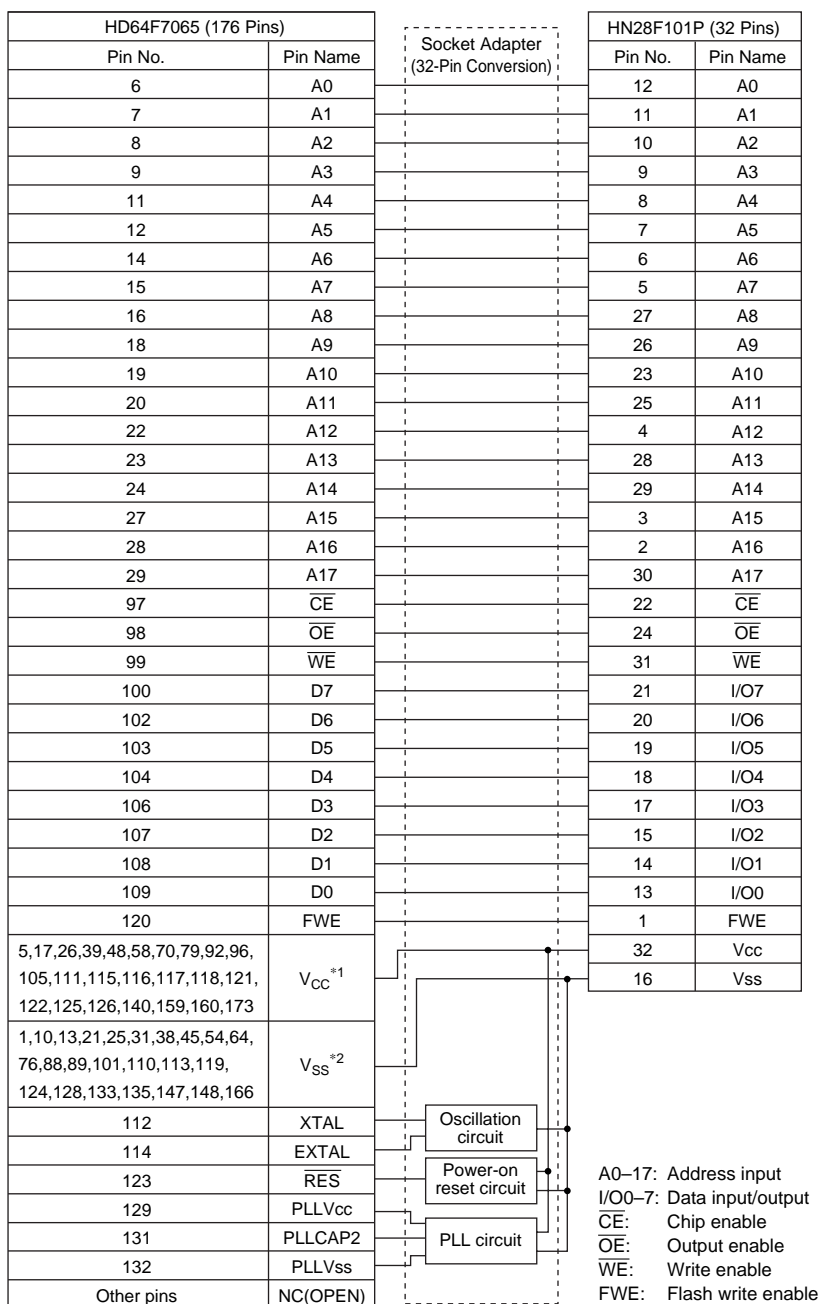 HD64F7065 (176 Pins)
Pin No. Pin Name
6 A0
7 A1
8 A2
9 A3
11 A4
12 A5
14 A6
15 A7
16 A8
18 A9
19 A10
20 A11
22 A12
23 A13
24 A14
27 A15
28 A16
29 A17
97 C̅E̅
98 O̅E̅
99 W̅E̅
100 D7
102 D6
103 D5
104 D4
106 D3
107 D2
108 D1
109 D0
120 FWE
5,17,26,39,48,58,70,79,92,96,
105,111,115,116,117,118,121,
122,125,126,140,159,160,173
VCC*1
1,10,13,21,25,31,38,45,54,64,
76,88,89,101,110,113,119,
124,128,133,135,147,148,166
VSS*2
112 XTAL
114 EXTAL
123 R̅E̅S̅
129 PLLVcc
131 PLLCAP2
132 PLLVss
Other pins NC(OPEN)
Socket Adapter
(32-Pin Conversion)
Oscillation
circuit
Power-on
reset circuit
PLL circuit
HN28F101P (32 Pins)
Pin No. Pin Name
12 A0
11 A1
10 A2
9 A3
8 A4
7 A5
6 A6
5 A7
27 A8
26 A9
23 A10
25 A11
4 A12
28 A13
29 A14
3 A15
2 A16
30 A17
22 C̅E̅
24 O̅E̅
31 W̅E̅
21 I/O7
20 I/O6
19 I/O5
18 I/O4
17 I/O3
15 I/O2
14 I/O1
13 I/O0
1 FWE
32 Vcc
16 Vss
A0–17: Address input
I/O0–7: Data input/output
C̅E̅: Chip enable
O̅E̅: Output enable
W̅E̅: Write enable
FWE: Flash write enable